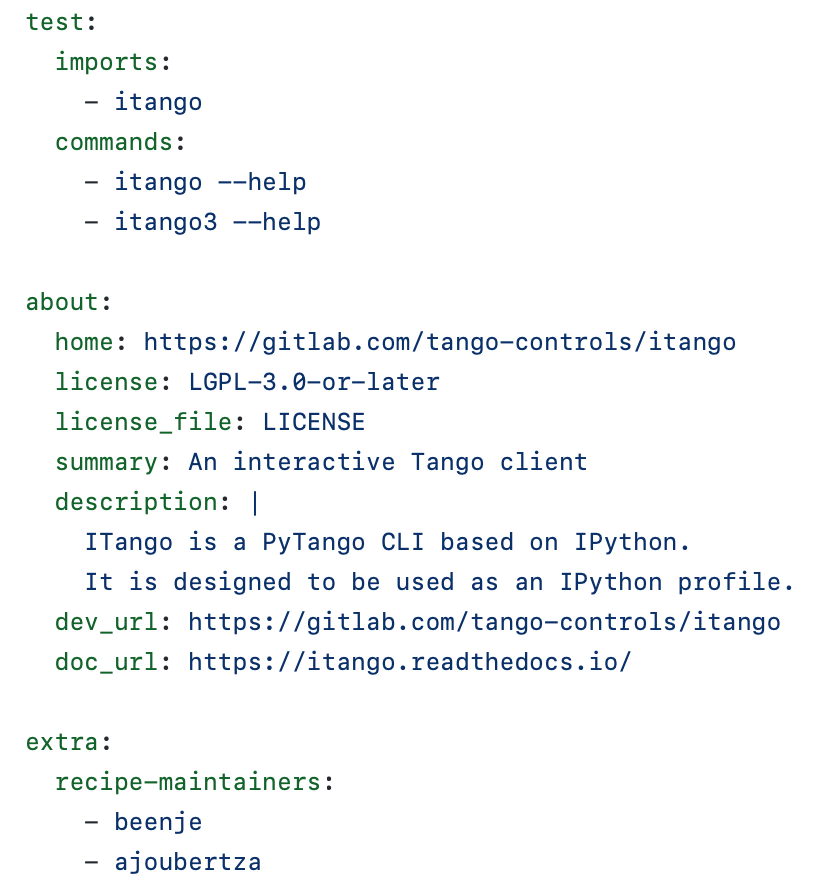 test:
  imports:
    - itango
  commands:
    - itango --help
    - itango3 --help

about:
  home: https://gitlab.com/tango-controls/itango
  license: LGPL-3.0-or-later
  license_file: LICENSE
  summary: An interactive Tango client
  description: |
    ITango is a PyTango CLI based on IPython.
    It is designed to be used as an IPython profile.
  dev_url: https://gitlab.com/tango-controls/itango
  doc_url: https://itango.readthedocs.io/

extra:
  recipe-maintainers:
    - beenje
    - ajoubertza